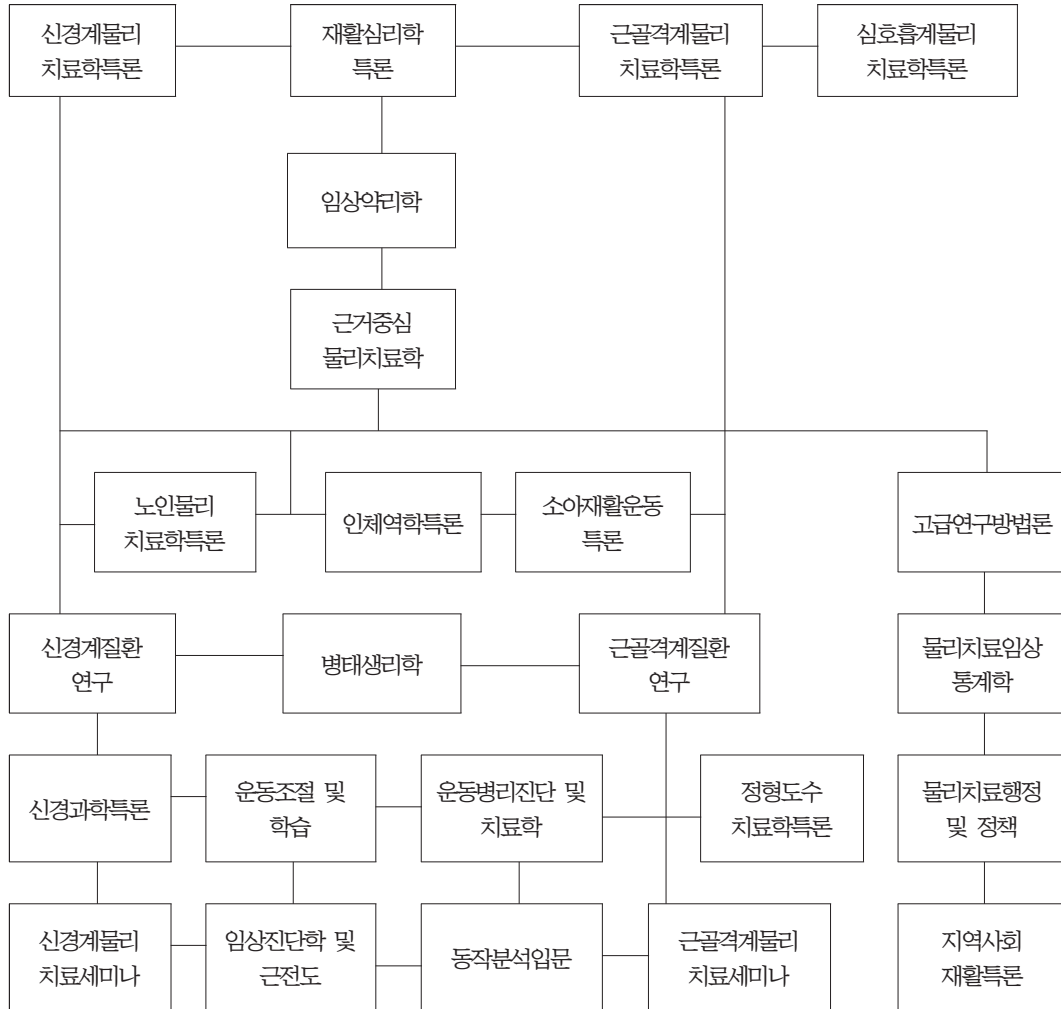 신경계물리
치료학특론
재활심리학
특론
근골격계물리
치료학특론
심호흡계물리
치료학특론
임상약리학
근거중심
물리치료학
노인물리
치료학특론
인체역학특론
소아재활운동
특론
고급연구방법론
신경계질환
연구
병태생리학
근골격계질환
연구
물리치료임상
통계학
신경과학특론
운동조절 및
학습
운동병리진단 및
치료학
정형도수
치료학특론
물리치료행정
및 정책
신경계물리
치료세미나
임상진단학 및
근전도
동작분석입문
근골격계물리
치료세미나
지역사회
재활특론